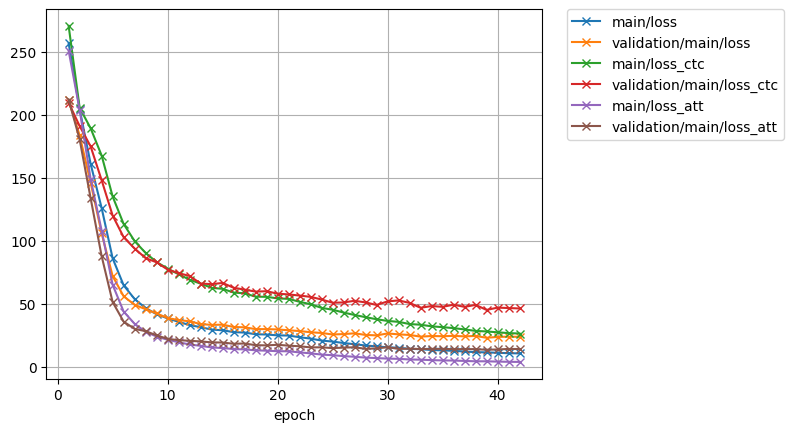 250
200
150
100
50
0
0 10 20 30 40
epoch
main/loss
validation/main/loss
main/loss_ctc
validation/main/loss_ctc
main/loss_att
validation/main/loss_att